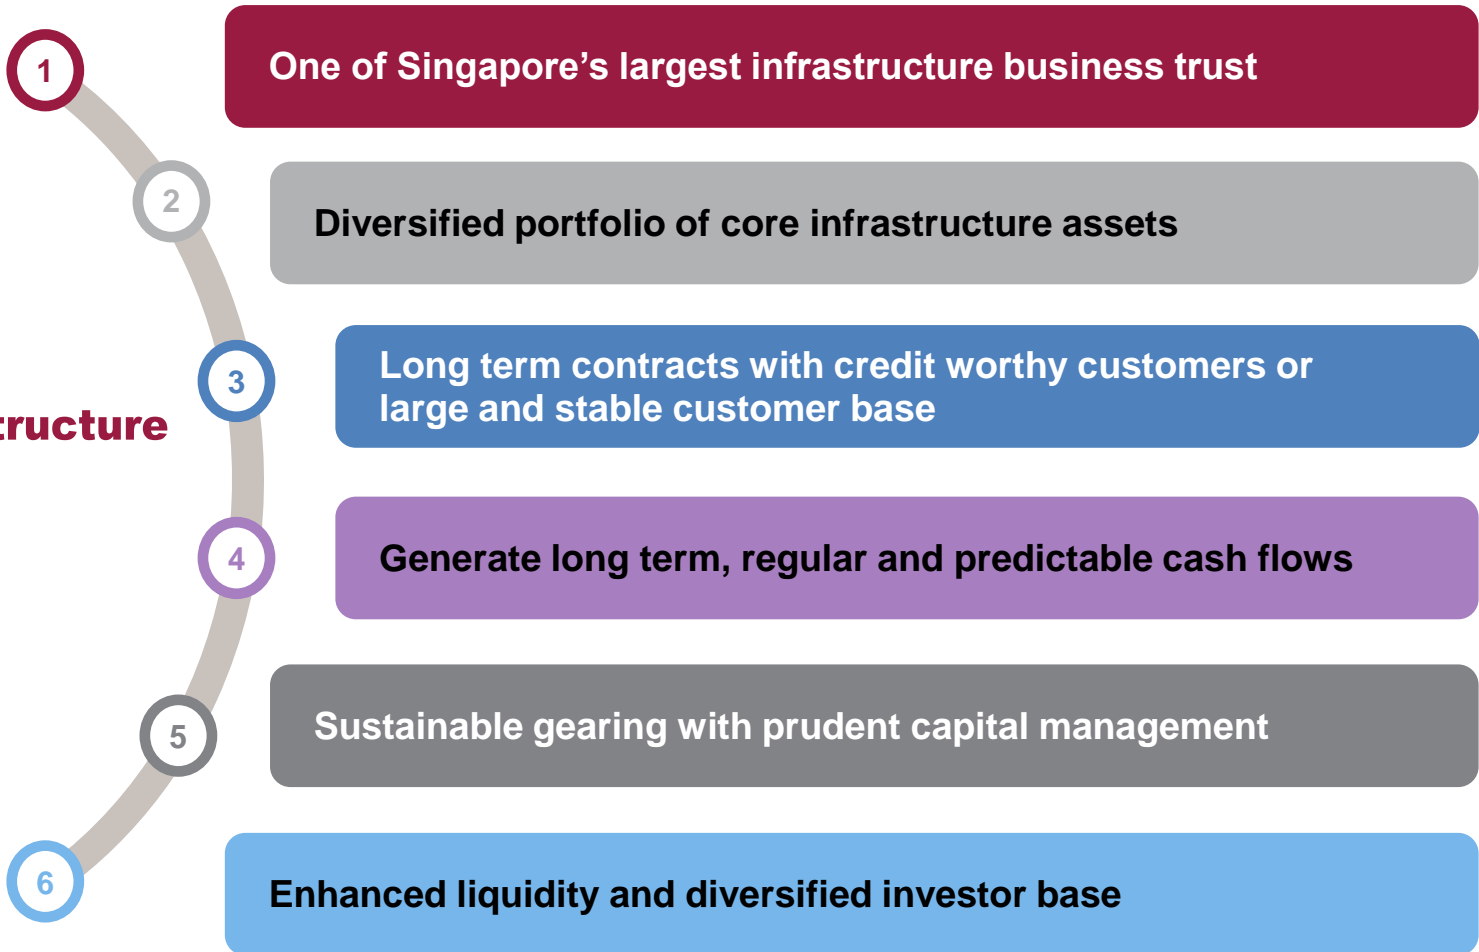 1
One of Singapore’s largest infrastructure business trust
2
Diversified portfolio of core infrastructure assets
3
Long term contracts with credit worthy customers or
large and stable customer base
tructure
4
Generate long term, regular and predictable cash flows
5
Sustainable gearing with prudent capital management
6
Enhanced liquidity and diversified investor base